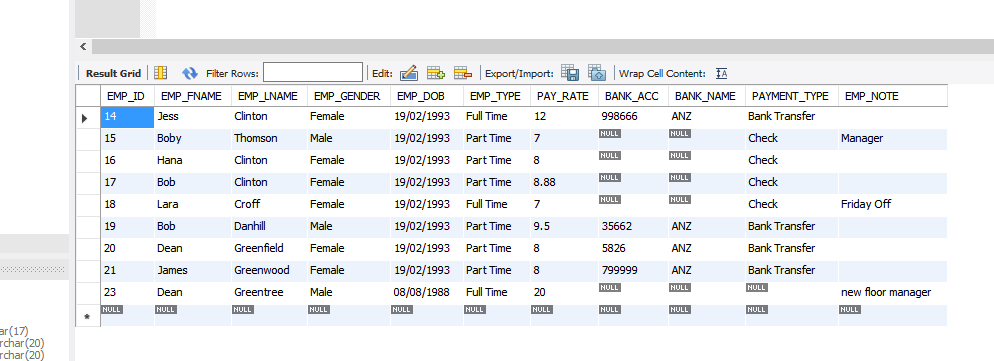 Result Grid Filter Rows: Edit: Export/Import: Wrap Cell Content: IA
EMP_ID EMP_FNAME EMP_LNAME EMP_GENDER EMP_DOB EMP_TYPE PAY_RATE BANK_ACC BANK_NAME PAYMENT_TYPE EMP_NOTE
14 Jess Clinton Female 19/02/1993 Full Time 12 998666 ANZ Bank Transfer
15 Boby Thomson Male 19/02/1993 Part Time 7 NULL NULL Check Manager
16 Hana Clinton Female 19/02/1993 Part Time 8 NULL NULL Check
17 Bob Clinton Female 19/02/1993 Part Time 8.88 NULL NULL Check
18 Lara Croff Female 19/02/1993 Full Time 7 NULL NULL Check Friday Off
19 Bob Danhill Male 19/02/1993 Part Time 9.5 35662 ANZ Bank Transfer
20 Dean Greenfield Female 19/02/1993 Part Time 8 5826 ANZ Bank Transfer
21 James Greenwood Female 19/02/1993 Part Time 8 799999 ANZ Bank Transfer
23 Dean Greentree Male 08/08/1988 Full Time 20 NULL NULL NULL new floor manager
NULL NULL NULL NULL NULL NULL NULL NULL NULL NULL NULL
ar(17)
rchar(20)
rchar(20)